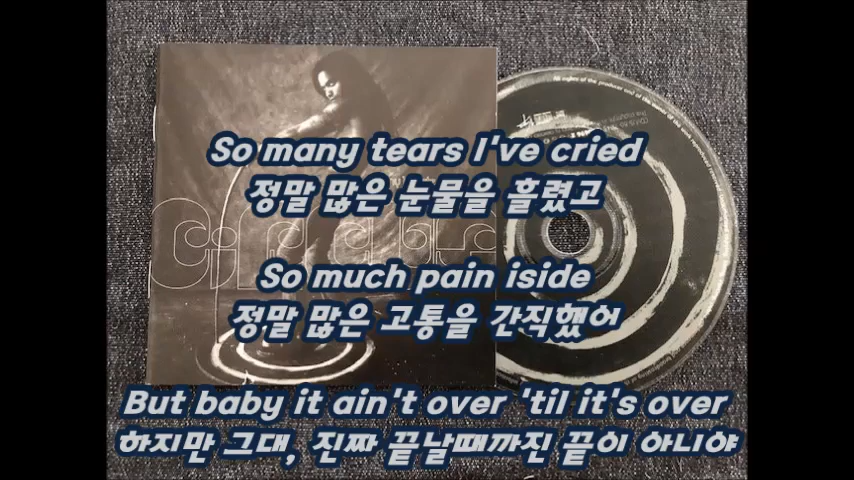 So many tears I've cried
정말 많은 눈물을 흘렸고
So much pain iside
정말 많은 고통을 간직했어
But baby it ain't over 'til it's over
하지만 그대, 진짜 끝날때까진 끝이 아니야